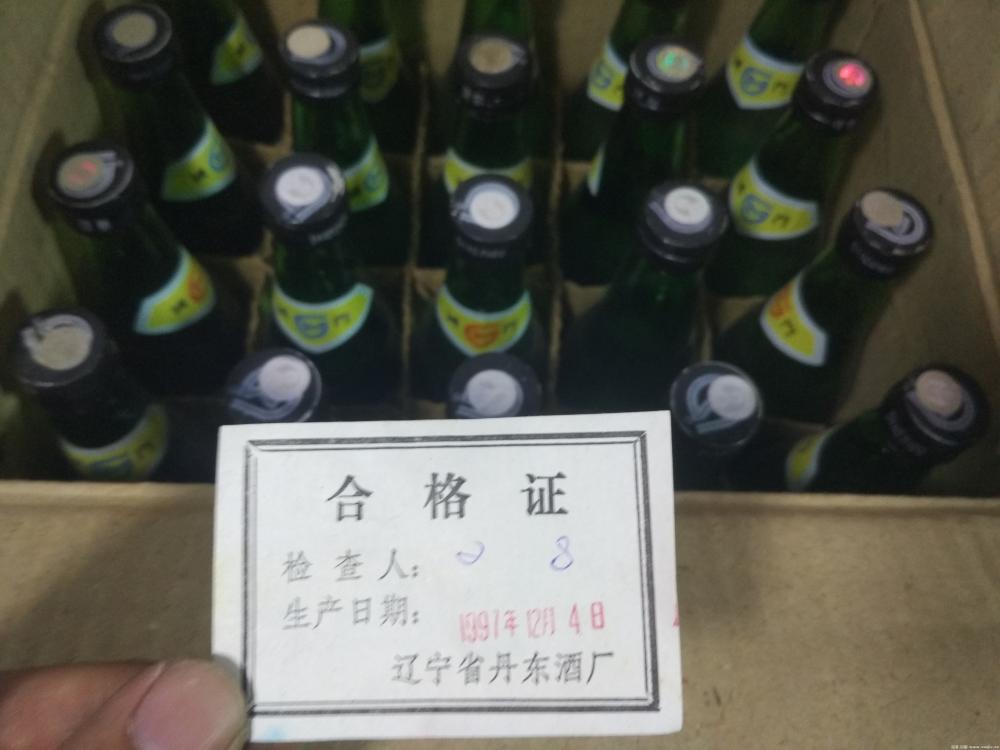 合格证
检查人: 2 8
生产日期: 1997年12月4日
辽宁省丹东酒厂